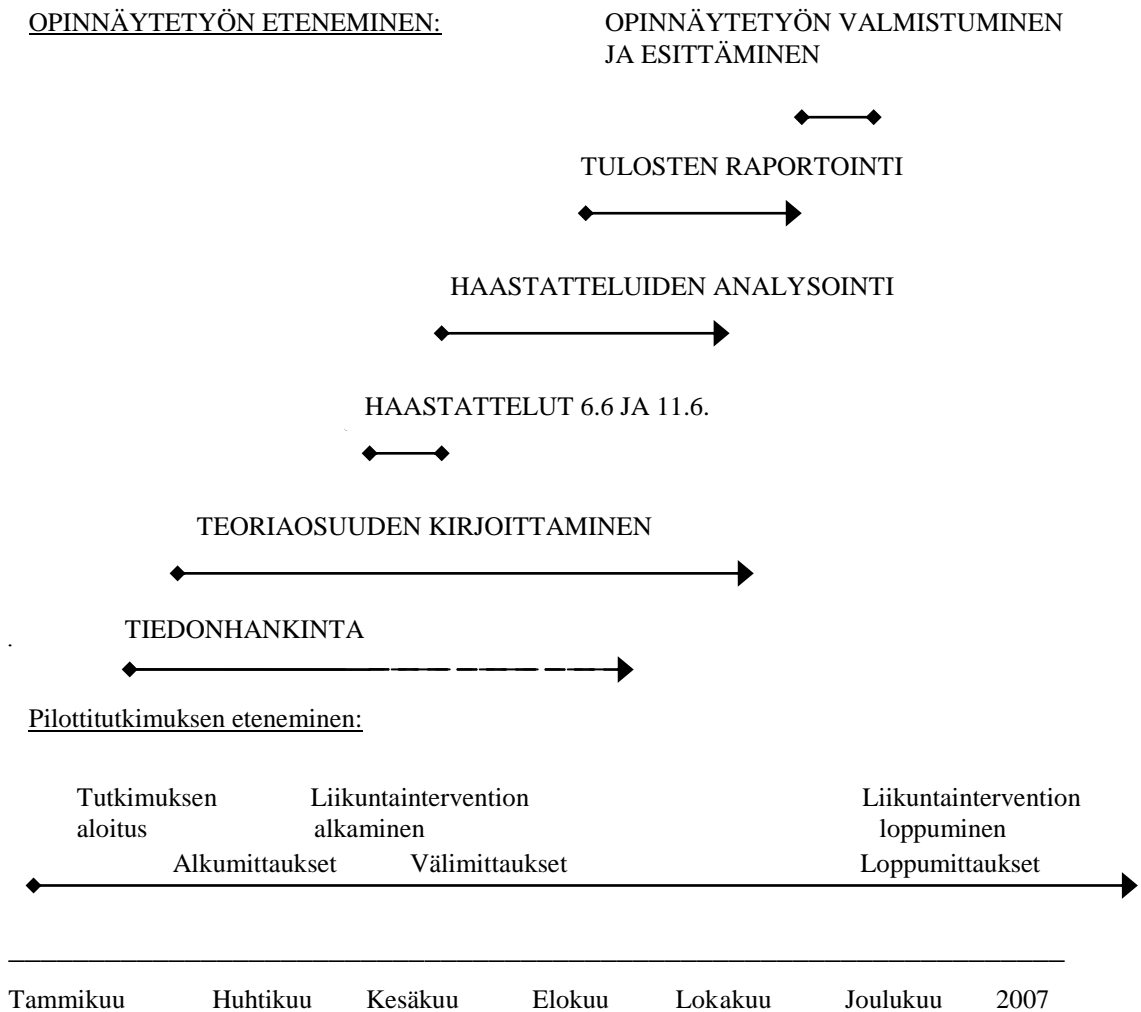 OPINNÄYTETYÖN ETENEMINEN:
OPINNÄYTETYÖN VALMISTUMINEN
JA ESITTÄMINEN
TULOSTEN RAPORTOINTI
HAASTATTELUIDEN ANALYSOINTI
HAASTATTELUT 6.6 JA 11.6.
TEORIAOSUUDEN KIRJOITTAMINEN
TIEDONHANKINTA
Pilottitutkimuksen eteneminen:
Tutkimuksen
aloitus
Liikuntaintervention
alkaminen
Liikuntaintervention
loppuminen
Alkumittaukset
Välimittaukset
Loppumittaukset
Tammikuu Huhtikuu Kesäkuu Elokuu Lokakuu Joulukuu 2007